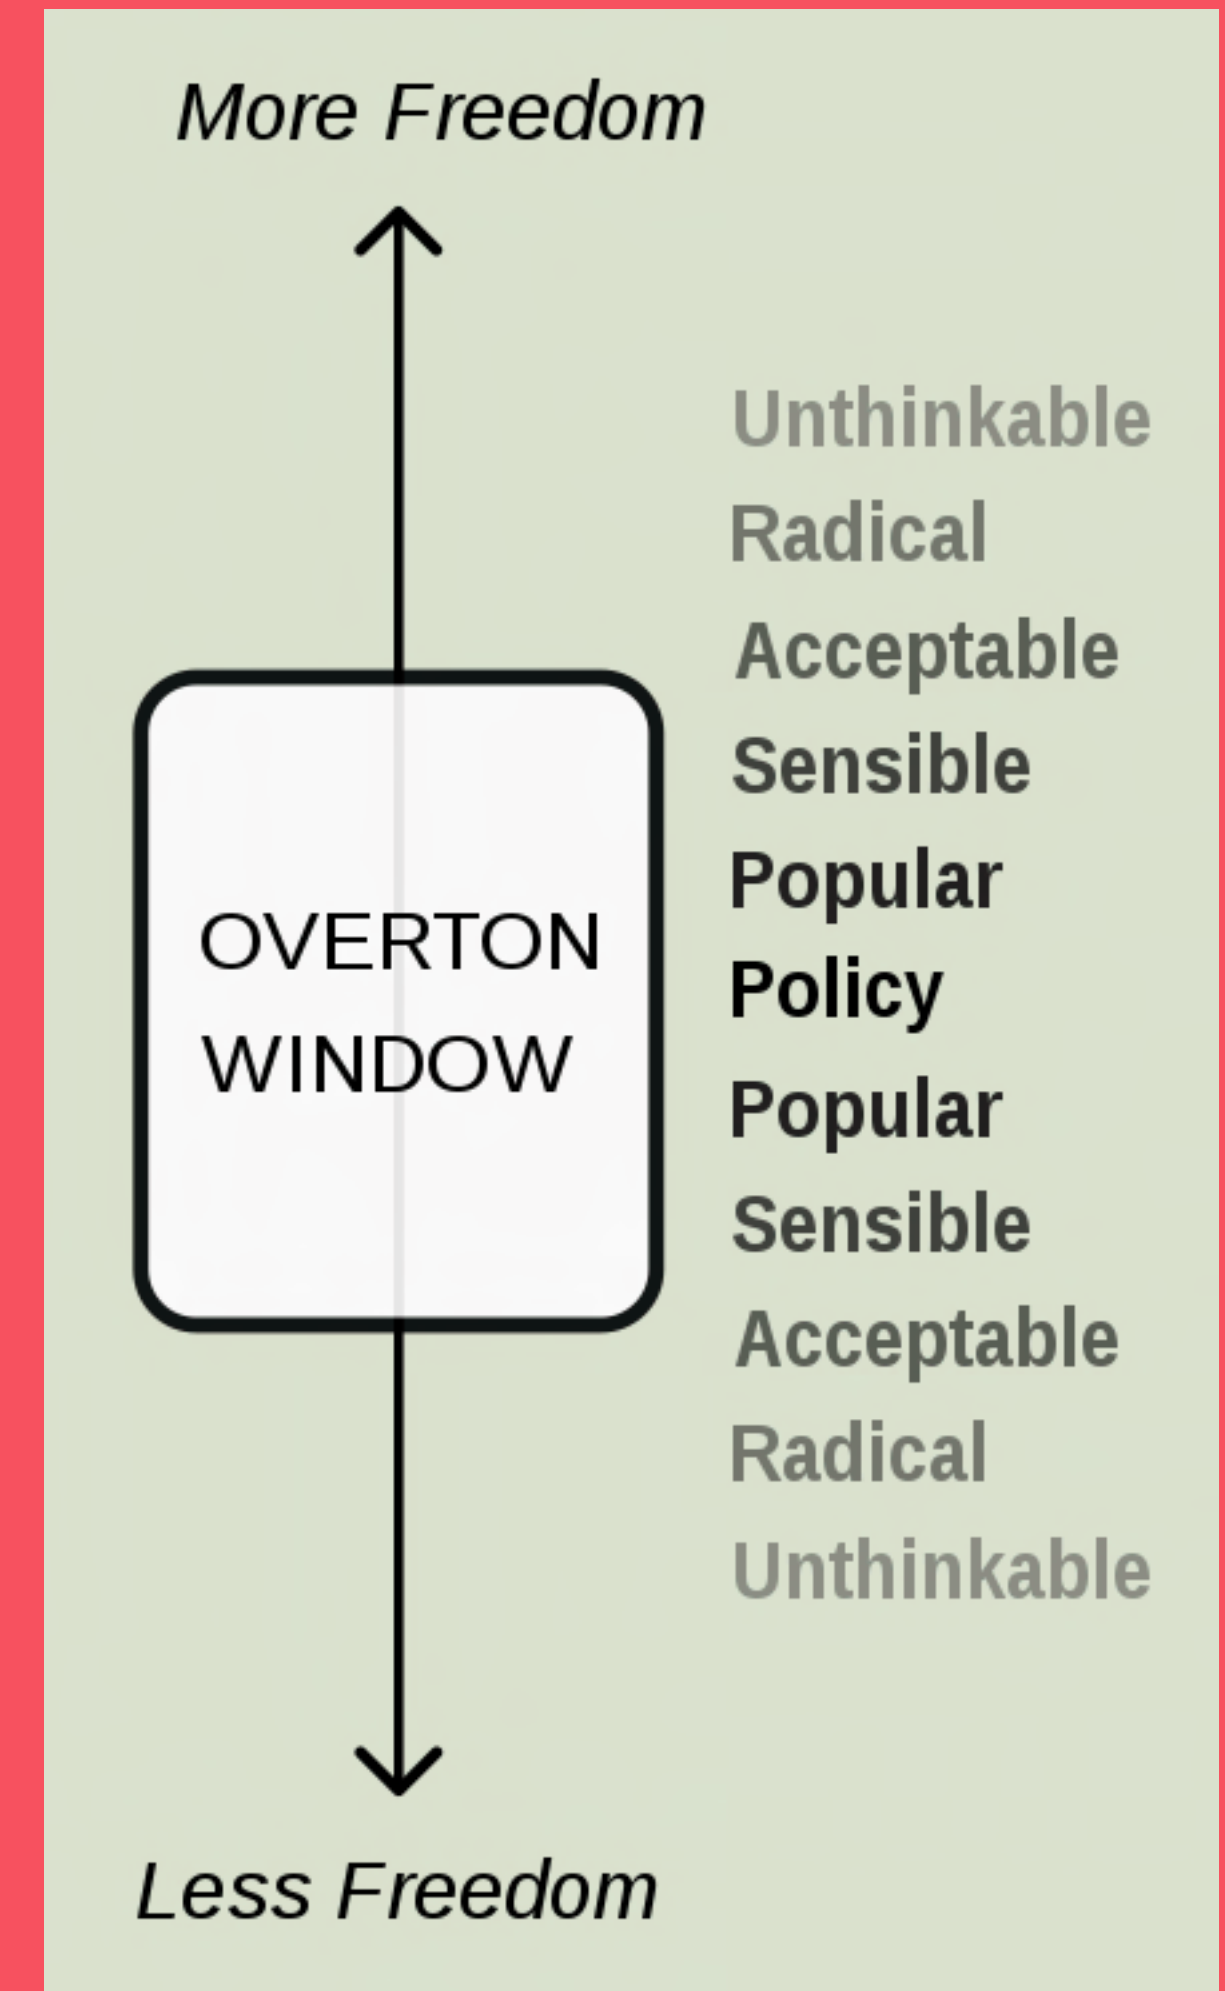 More Freedom
Unthinkable
Radical
Acceptable
Sensible
Popular
OVERTON
WINDOW
Policy
Popular
Sensible
Acceptable
Radical
Unthinkable
Less Freedom